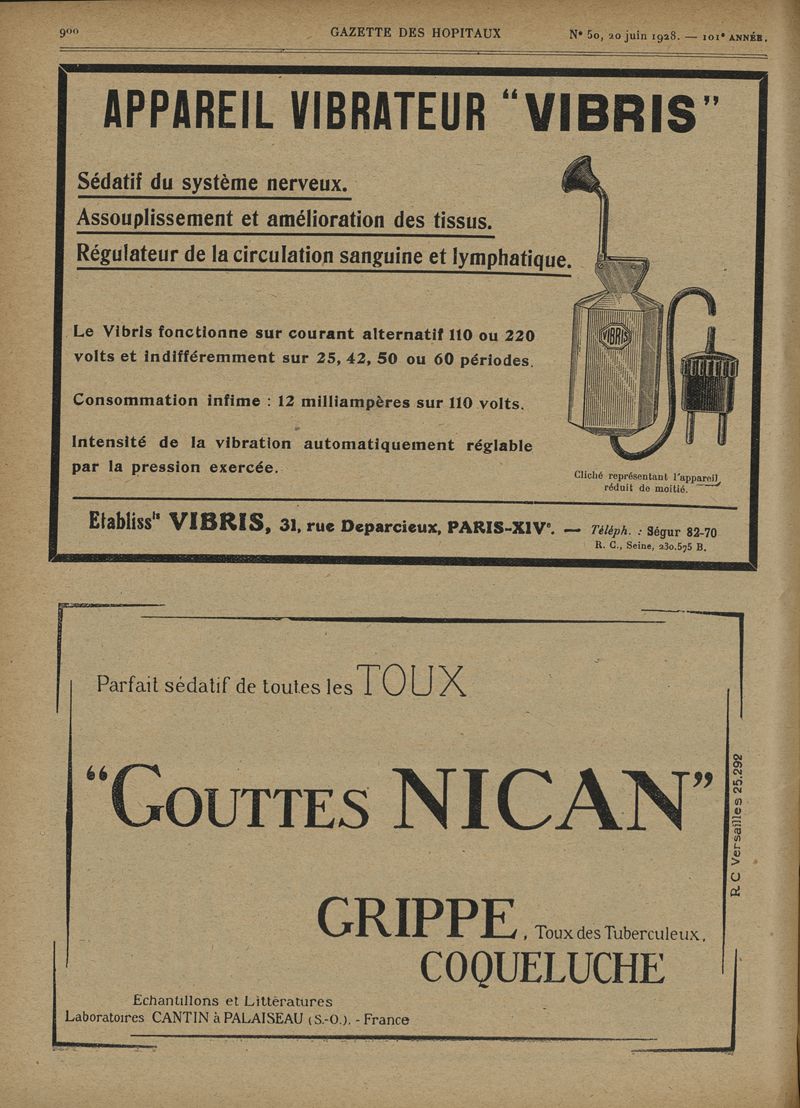 900
GAZETTE DES HOPITAUX
N° 50, 20 juin 1928. — 101e ANNÉE.
APPAREIL VIBRATEUR “VIBRIS”
Sédatif du système nerveux.
Assouplissement et amélioration des tissus.
Régulateur de la circulation sanguine et lymphatique.
VIBRIS
Le Vibris fonctionne sur courant alternatif 110 ou 220
volts et indifféremment sur 25, 42, 50 ou 60 périodes.
Consommation infime : 12 milliampères sur 110 volts.
Intensité de la vibration automatiquement réglable
par la pression exercée.
Cliché représentant l'appareil
réduit de moitié.
Etablissts VIBRIS, 31, rue Deparcieux, PARIS-XIVe. — Téléph. : Ségur 82-70
R. C., Seine, 230.575 B.
Parfait sédatif de toutes les TOUX
“GOUTTES NICAN”
GRIPPE, Toux des Tuberculeux,
COQUELUCHE
Echantillons et Littératures
Laboratoires CANTIN à PALAISEAU (S.-O.). - France
R C Versailles 25.292